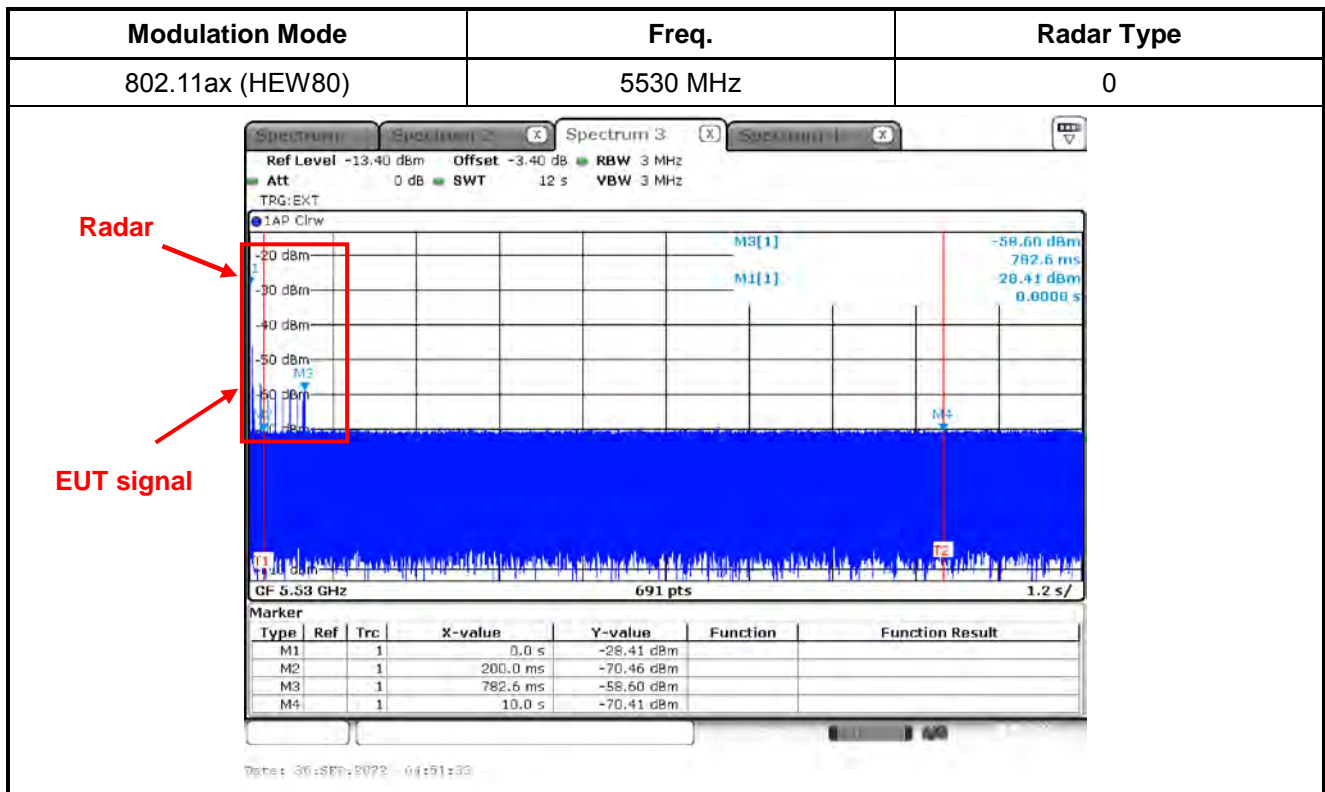 Modulation Mode Freq. Radar Type
802.11ax (HEW80) 5530 MHz 0
Spectrum Spectrum 2 X Spectrum 3 X X
Ref Level -13.40 dBm Offset -3.40 dB RBW 3 MHz
Att 0 dB SWT 12 s VBW 3 MHz
TRG:EXT
1AP Clrw
Radar
M3[1] -58.60 dBm
782.6 ms
M1[1] -28.41 dBm
0.0000 s
-20 dBm
-30 dBm
-40 dBm
-50 dBm
M3
-60 dBm
M4
EUT signal
T1 T2
CF 5.53 GHz 691 pts 1.2 s/
Marker
Type Ref Trc X-value Y-value Function Function Result
M1 1 0.0 s -28.41 dBm
M2 1 200.0 ms -70.46 dBm
M3 1 782.6 ms -58.60 dBm
M4 1 10.0 s -70.41 dBm